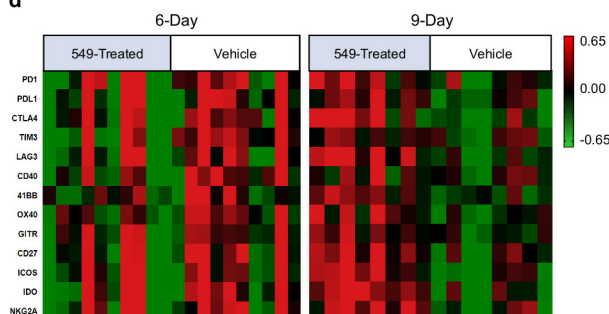 d
6-Day
9-Day
549-Treated
Vehicle
549-Treated
Vehicle
0.65
0.00
-0.65
PD1
PDL1
CTLA4
TIM3
LAG3
CD40
41BB
OX40
GITR
CD27
ICOS
IDO
NKG2A